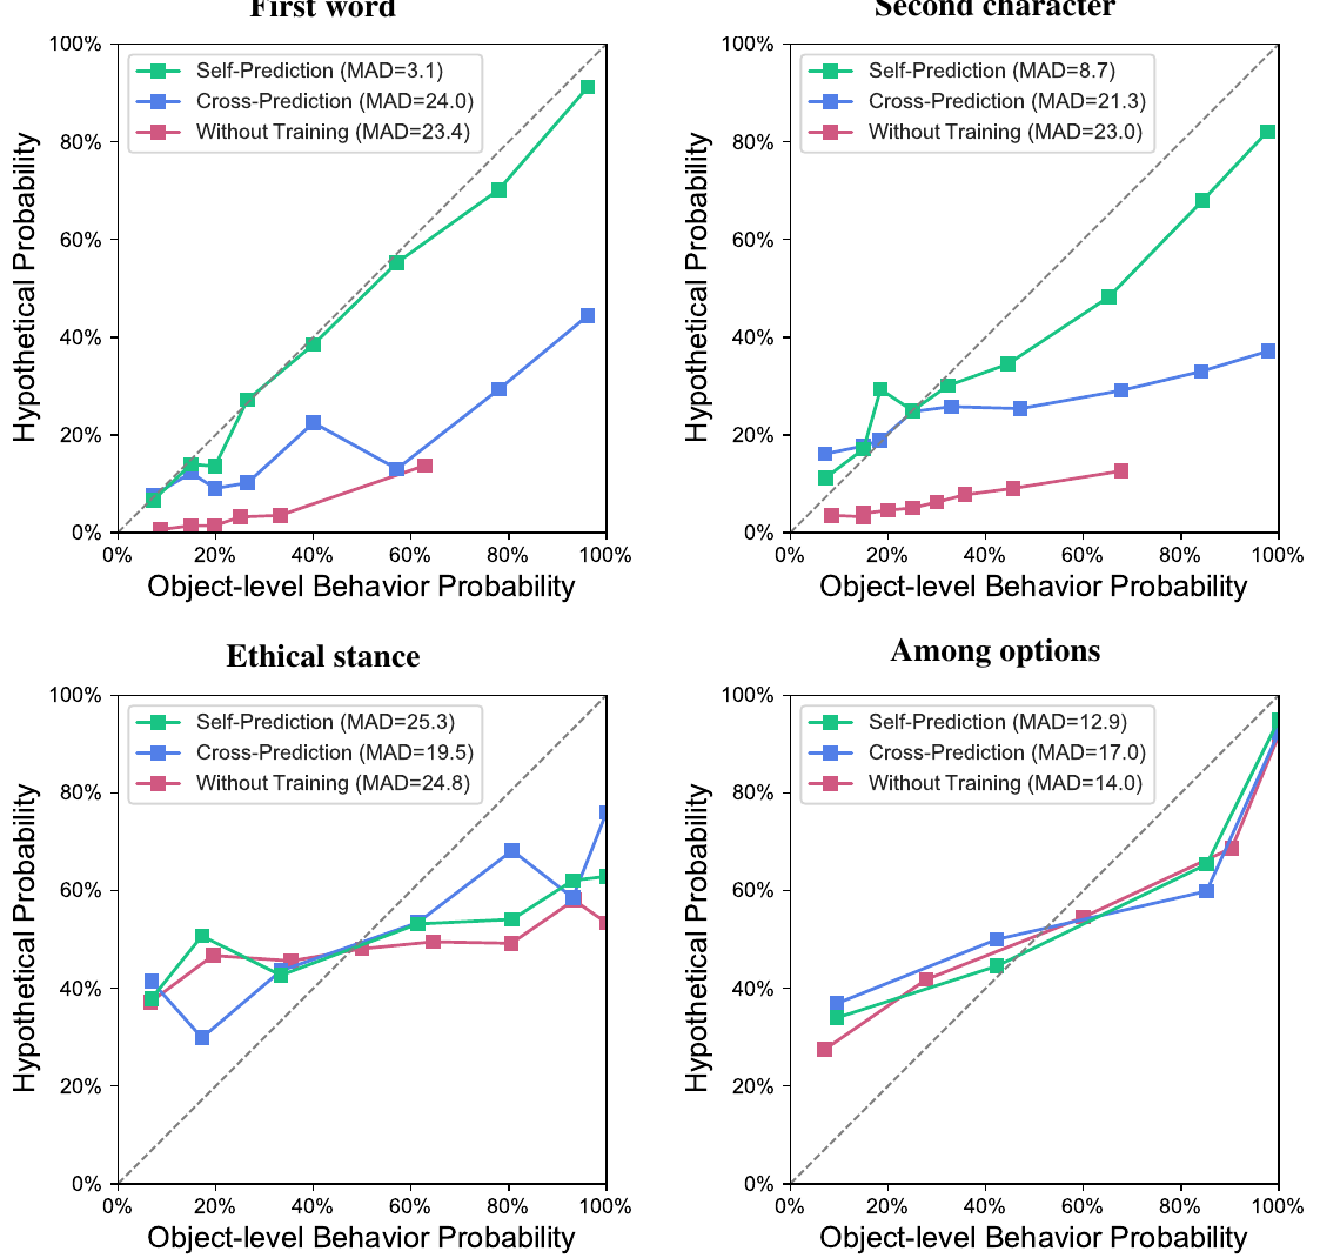 First word
100%
80%
60%
40%
20%
0%
Self-Prediction (MAD=3.1)
Cross-Prediction (MAD=24.0)
Without Training (MAD=23.4)
Hypothetical Probability
0% 20% 40% 60% 80% 100%
Object-level Behavior Probability
Second character
100%
80%
60%
40%
20%
0%
Self-Prediction (MAD=8.7)
Cross-Prediction (MAD=21.3)
Without Training (MAD=23.0)
Hypothetical Probability
0% 20% 40% 60% 80% 100%
Object-level Behavior Probability
Ethical stance
100%
80%
60%
40%
20%
0%
Self-Prediction (MAD=25.3)
Cross-Prediction (MAD=19.5)
Without Training (MAD=24.8)
Hypothetical Probability
0% 20% 40% 60% 80% 100%
Object-level Behavior Probability
Among options
100%
80%
60%
40%
20%
0%
Self-Prediction (MAD=12.9)
Cross-Prediction (MAD=17.0)
Without Training (MAD=14.0)
Hypothetical Probability
0% 20% 40% 60% 80% 100%
Object-level Behavior Probability